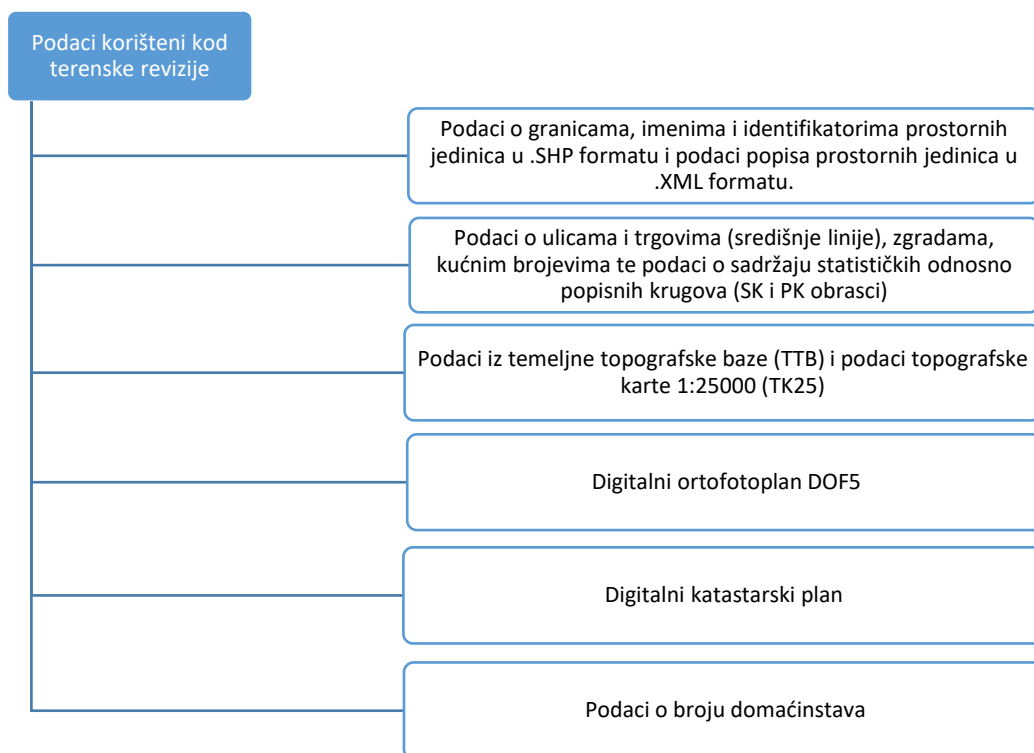 Podaci korišteni kod
terenske revizije
Podaci o granicama, imenima i identifikatorima prostornih
jedinica u .SHP formatu i podaci popisa prostornih jedinica u
.XML formatu.
Podaci o ulicama i trgovima (središnje linije), zgradama,
kućnim brojevima te podaci o sadržaju statističkih odnosno
popisnih krugova (SK i PK obrasci)
Podaci iz temeljne topografske baze (TTB) i podaci topografske
karte 1:25000 (TK25)
Digitalni ortofotoplan DOF5
Digitalni katastarski plan
Podaci o broju domaćinstava